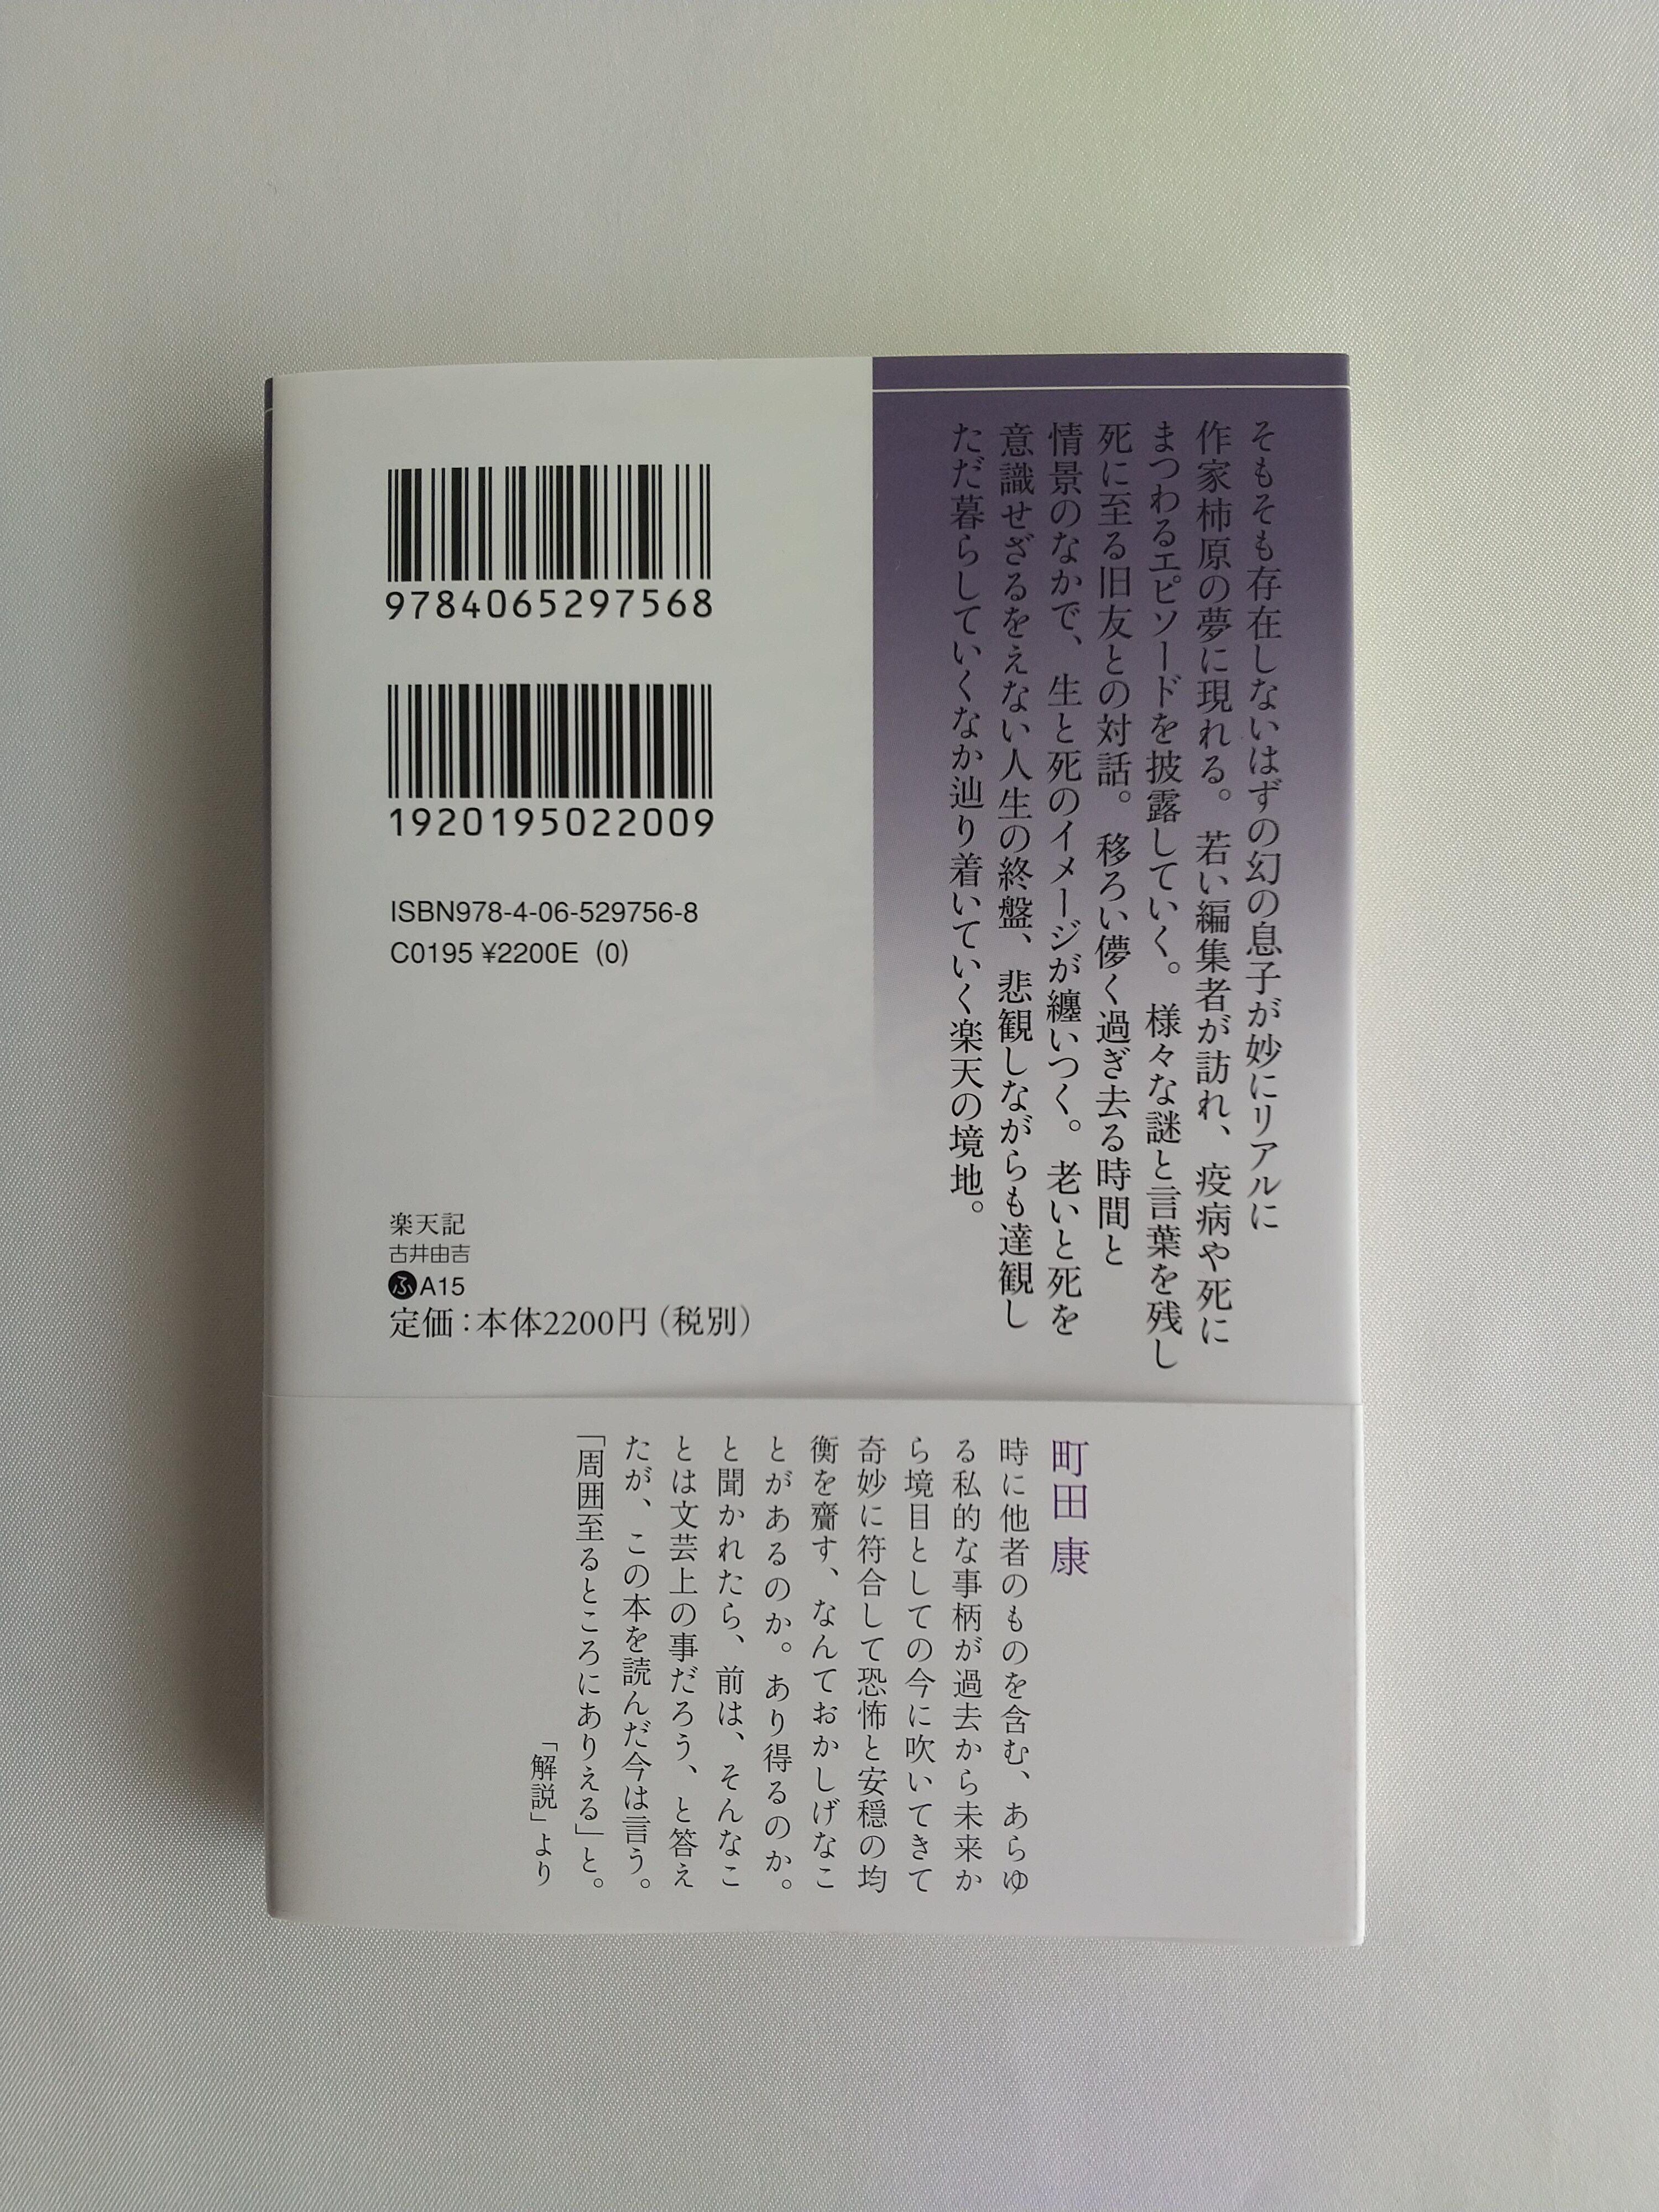 そもそも存在しないはずの幻の息子が妙にリアルに
作家柿原の夢に現れる。若い編集者が訪れ、疫病や死に
まつわるエピソードを披露していく。様々な謎と言葉を残し
死に至る旧友との対話。移ろい儚く過ぎ去る時間と
情景のなかで、生と死のイメージが纏いつく。老いと死を
意識せざるをえない人生の終盤、悲観しながらも達観し
ただ暮らしていくなか辿り着いていく楽天の境地。
9784065297568
1920195022009
ISBN978-4-06-529756-8
C0195 ¥2200E (0)
楽天記
古井由吉
ふA15
定価：本体2200円（税別）
町田 康
時に他者のものを含む、あらゆ
る私的な事柄が過去から未来か
ら境目としての今に吹いてきて
奇妙に符合して恐怖と安穏の均
衡を齎す、なんておかしげなこ
とがあるのか。あり得るのか。
と聞かれたら、前は、そんなこ
とは文芸上の事だろう、と答え
たが、この本を読んだ今は言う。
「周囲至るところにありえる」と。
「解説」より